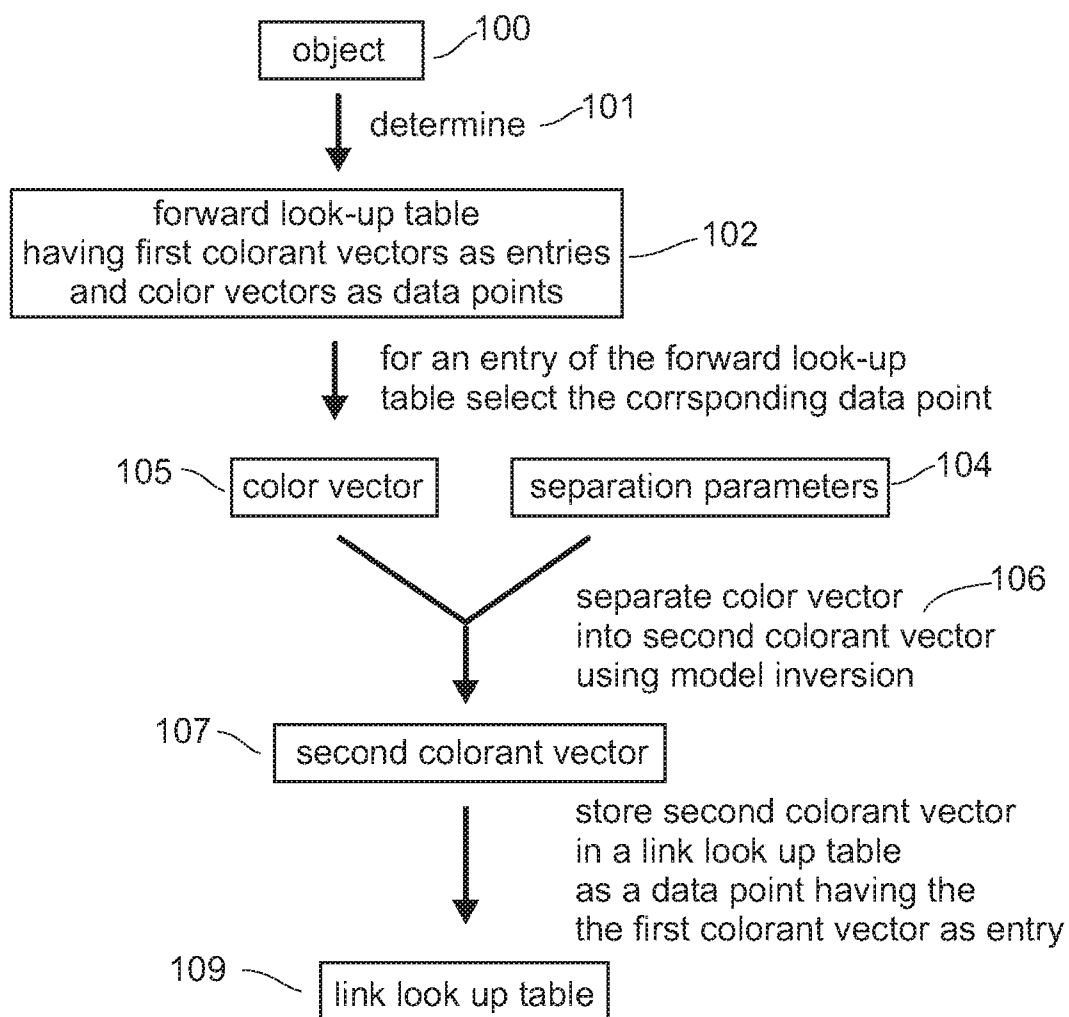 object
100
determine
101
forward look-up table
having first colorant vectors as entries
and color vectors as data points
102
for an entry of the forward look-up
table select the corrsponding data point
105
color vector
separation parameters
104
separate color vector
into second colorant vector
using model inversion
106
107
second colorant vector
store second colorant vector
in a link look up table
as a data point having the
the first colorant vector as entry
109
link look up table